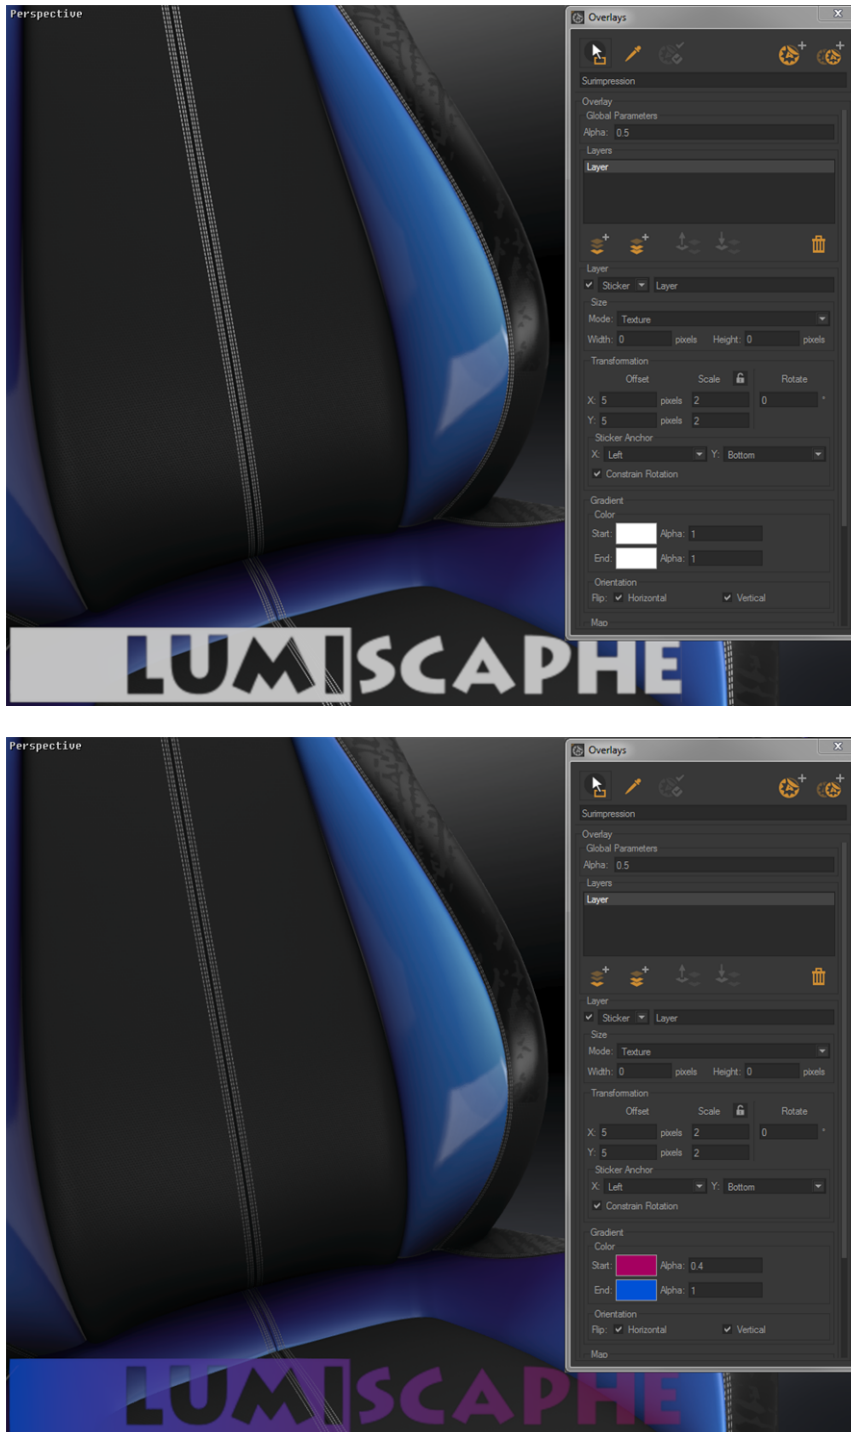 Perspective
Overlays
X
Surimpression
Overlay
Global Parameters
Alpha: 0.5
Layers
Layer
Layer
Sticker Layer
Size
Mode: Texture
Width: 0 pixels Height: 0 pixels
Transformation
Offset Scale Rotate
X: 5 pixels 2 0 °
Y: 5 pixels 2
Sticker Anchor
X: Left Y: Bottom
Constrain Rotation
Gradient
Color
Start: Alpha: 1
End: Alpha: 1
Orientation
Flip: Horizontal Vertical
Map
LUMISCAPHE
Perspective
Overlays
X
Surimpression
Overlay
Global Parameters
Alpha: 0.5
Layers
Layer
Layer
Sticker Layer
Size
Mode: Texture
Width: 0 pixels Height: 0 pixels
Transformation
Offset Scale Rotate
X: 5 pixels 2 0 °
Y: 5 pixels 2
Sticker Anchor
X: Left Y: Bottom
Constrain Rotation
Gradient
Color
Start: Alpha: 0.4
End: Alpha: 1
Orientation
Flip: Horizontal Vertical
Map
LUMISCAPHE